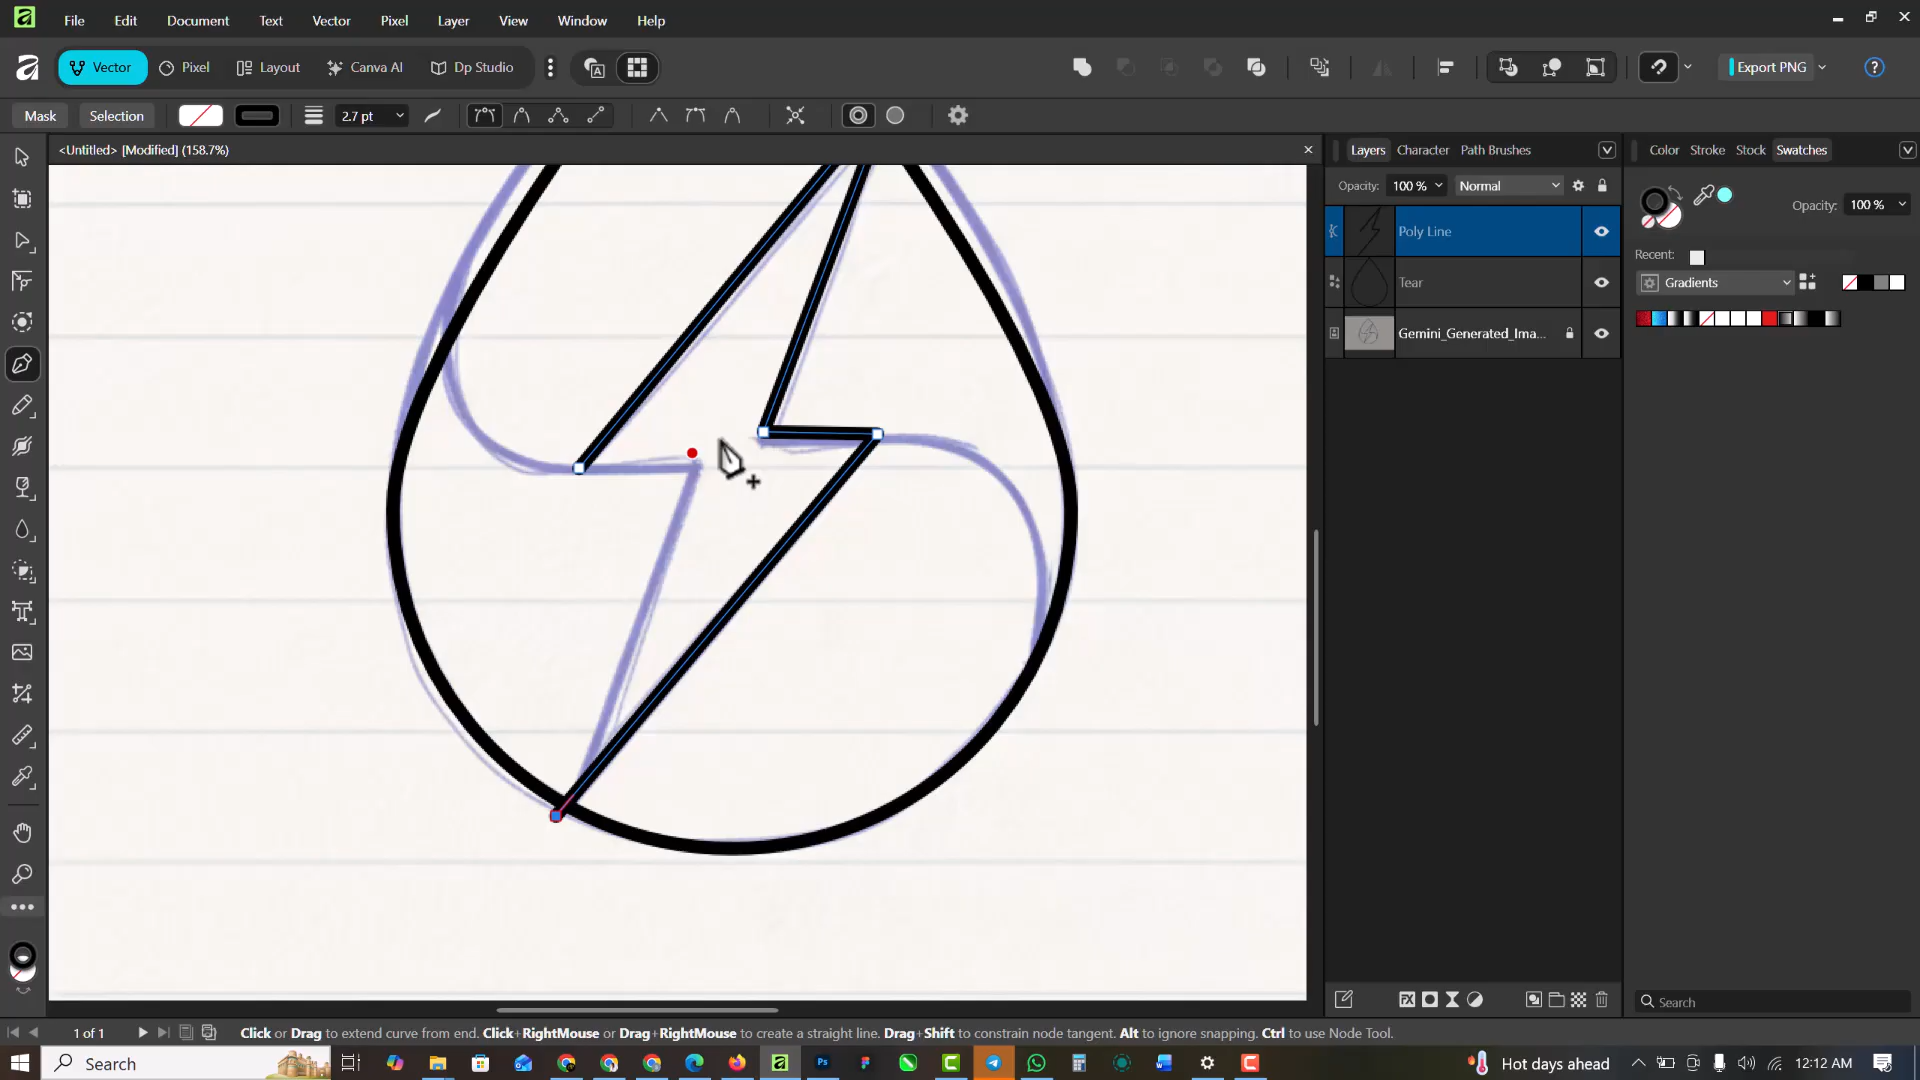 File Edit Document Text Vector Pixel Layer View Window Help
Vector Pixel Layout Canva AI Dp Studio Export PNG
Mask Selection 2.7 pt
<Untitled> [Modified] (158.7%)
Layers Character Path Brushes
Color Stroke Stock Swatches
Opacity: 100 % Normal
Opacity: 100 %
Poly Line
Recent:
Tear
Gradients
Gemini_Generated_Ima...
Search
1 of 1 Click or Drag to extend curve from end. Click+RightMouse or Drag+RightMouse to create a straight line. Drag+Shift to constrain node tangent. Alt to ignore snapping. Ctrl to use Node Tool.
Search Hot days ahead 12:12 AM